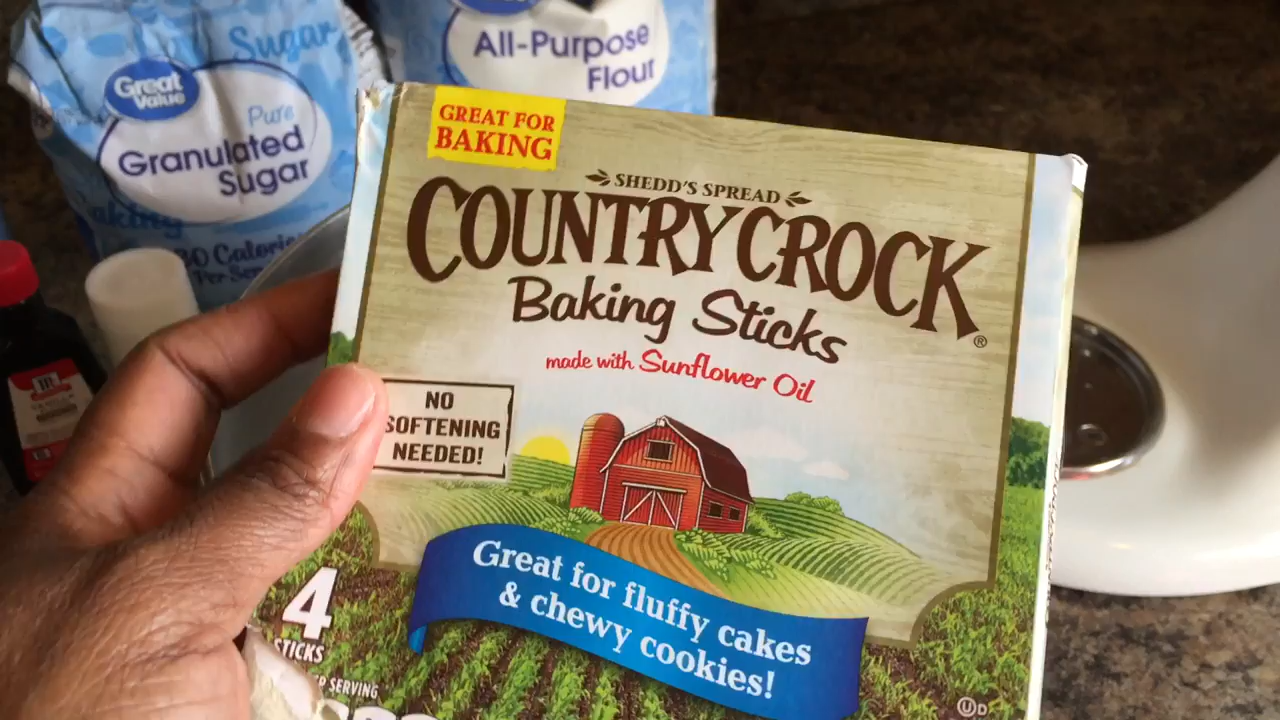 Sugar
Great
Value
Pure
Granulated
Sugar
All-Purpose
Flour
GREAT FOR
BAKING
SHEDD'S SPREAD
COUNTRY CROCK®
Baking Sticks
made with Sunflower Oil
NO
SOFTENING
NEEDED!
Great for fluffy cakes
& chewy cookies!
4
STICKS
SERVING
U D